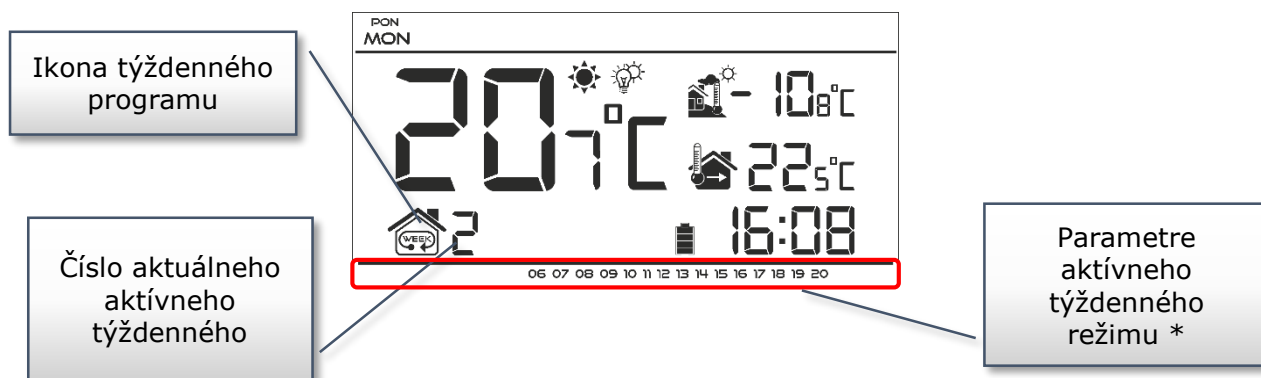 PON
MON
Ikona týždenného
programu
20 7°C
- 10 8°C
22 5°C
WEEK
2
16:08
06 07 08 09 10 11 12 13 14 15 16 17 18 19 20
Číslo aktuálneho
aktívneho
týždenného
Parametre
aktívneho
týždenného
režimu *